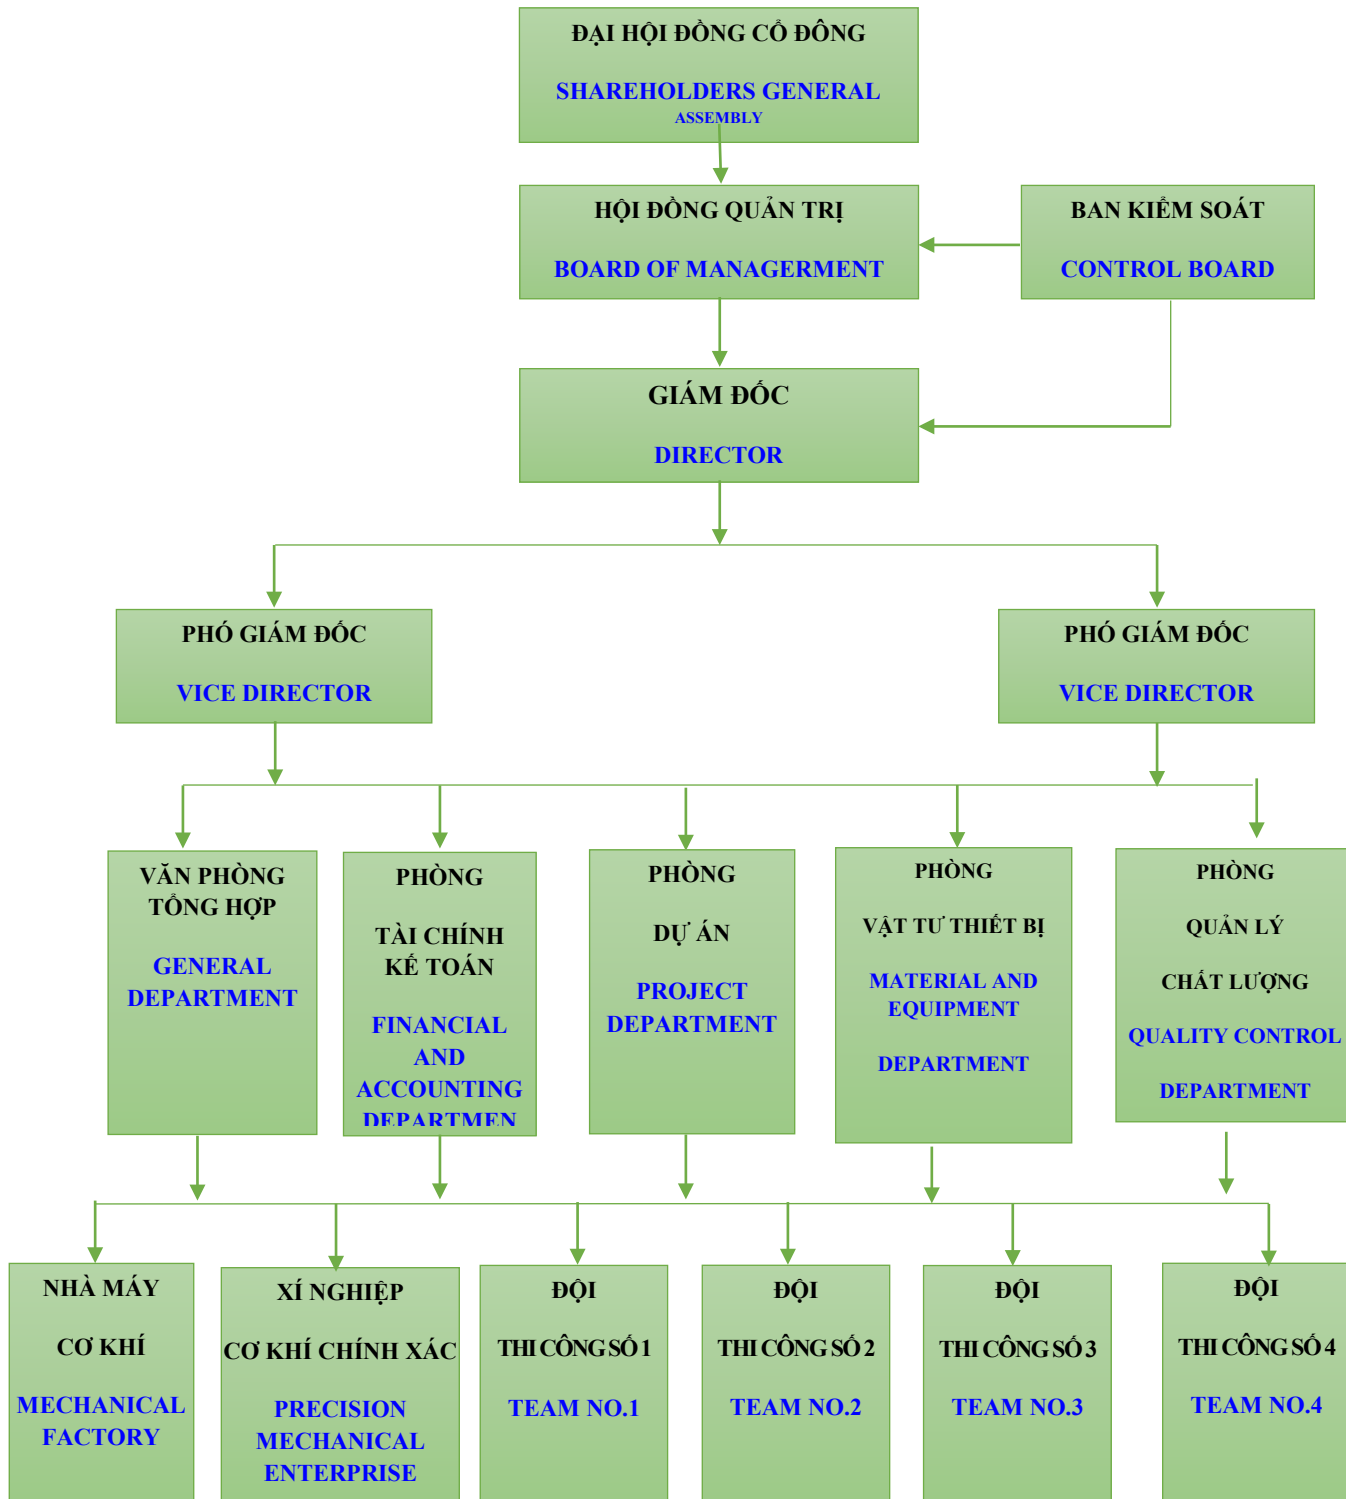 ĐẠI HỘI ĐỒNG CỔ ĐÔNG
SHAREHOLDERS GENERAL
ASSEMBLY
HỘI ĐỒNG QUẢN TRỊ
BOARD OF MANAGERMENT
BAN KIỂM SOÁT
CONTROL BOARD
GIÁM ĐỐC
DIRECTOR
PHÓ GIÁM ĐỐC
VICE DIRECTOR
PHÓ GIÁM ĐỐC
VICE DIRECTOR
VĂN PHÒNG
TỔNG HỢP
GENERAL
DEPARTMENT
PHÒNG
TÀI CHÍNH
KẾ TOÁN
FINANCIAL
AND
ACCOUNTING
DEPARTMEN
PHÒNG
DỰ ÁN
PROJECT
DEPARTMENT
PHÒNG
VẬT TƯ THIẾT BỊ
MATERIAL AND
EQUIPMENT
DEPARTMENT
PHÒNG
QUẢN LÝ
CHẤT LƯỢNG
QUALITY CONTROL
DEPARTMENT
NHÀ MÁY
CƠ KHÍ
MECHANICAL
FACTORY
XÍ NGHIỆP
CƠ KHÍ CHÍNH XÁC
PRECISION
MECHANICAL
ENTERPRISE
ĐỘI
THI CÔNG SỐ 1
TEAM NO.1
ĐỘI
THI CÔNG SỐ 2
TEAM NO.2
ĐỘI
THI CÔNG SỐ 3
TEAM NO.3
ĐỘI
THI CÔNG SỐ 4
TEAM NO.4